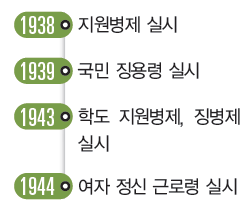 1938 지원병제 실시
1939 국민 징용령 실시
1943 학도 지원병제, 징병제
실시
1944 여자 정신 근로령 실시